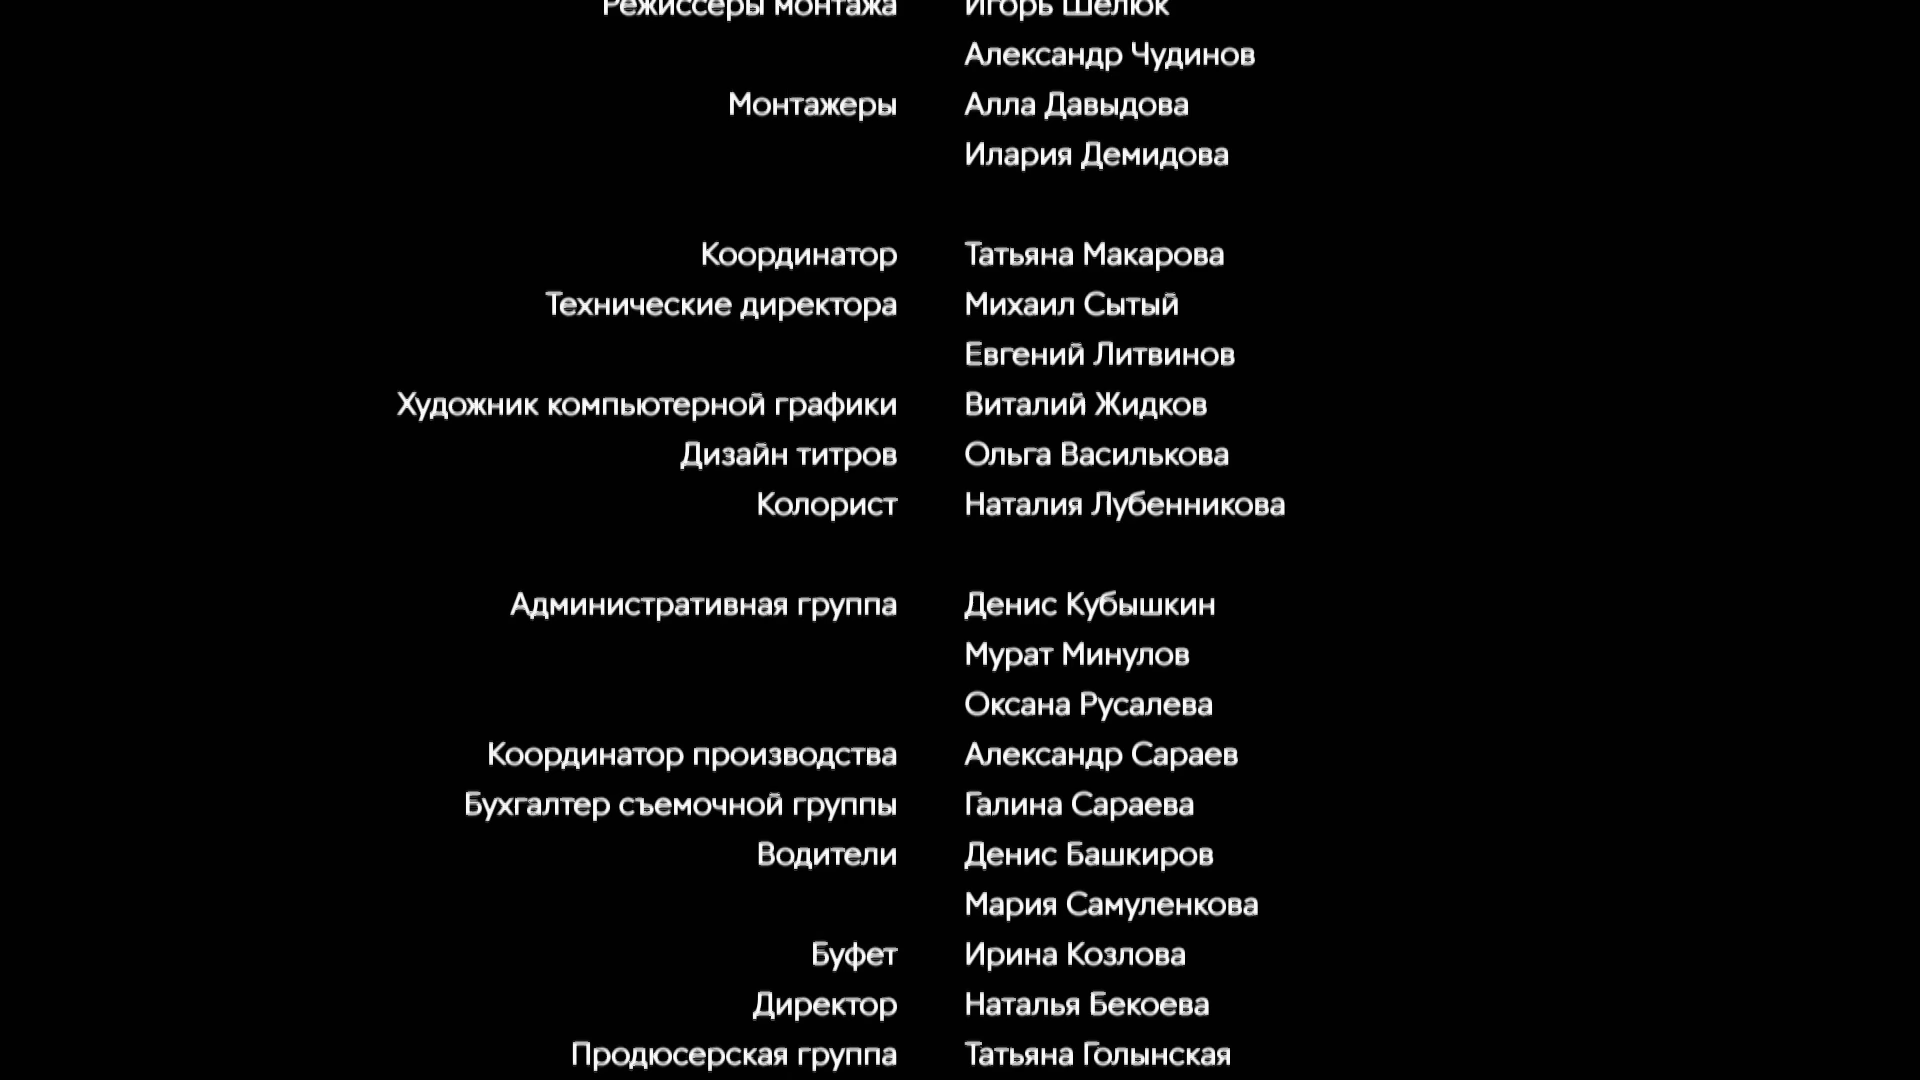 Режиссеры монтажа Игорь Шелюк
Александр Чудинов
Монтажеры Алла Давыдова
Илария Демидова
Координатор Татьяна Макарова
Технические директора Михаил Сытый
Евгений Литвинов
Художник компьютерной графики Виталий Жидков
Дизайн титров Ольга Василькова
Колорист Наталия Лубенникова
Административная группа Денис Кубышкин
Мурат Минулов
Оксана Русалева
Координатор производства Александр Сараев
Бухгалтер съемочной группы Галина Сараева
Водители Денис Башкиров
Мария Самуленкова
Буфет Ирина Козлова
Директор Наталья Бекоева
Продюсерская группа Татьяна Голынская